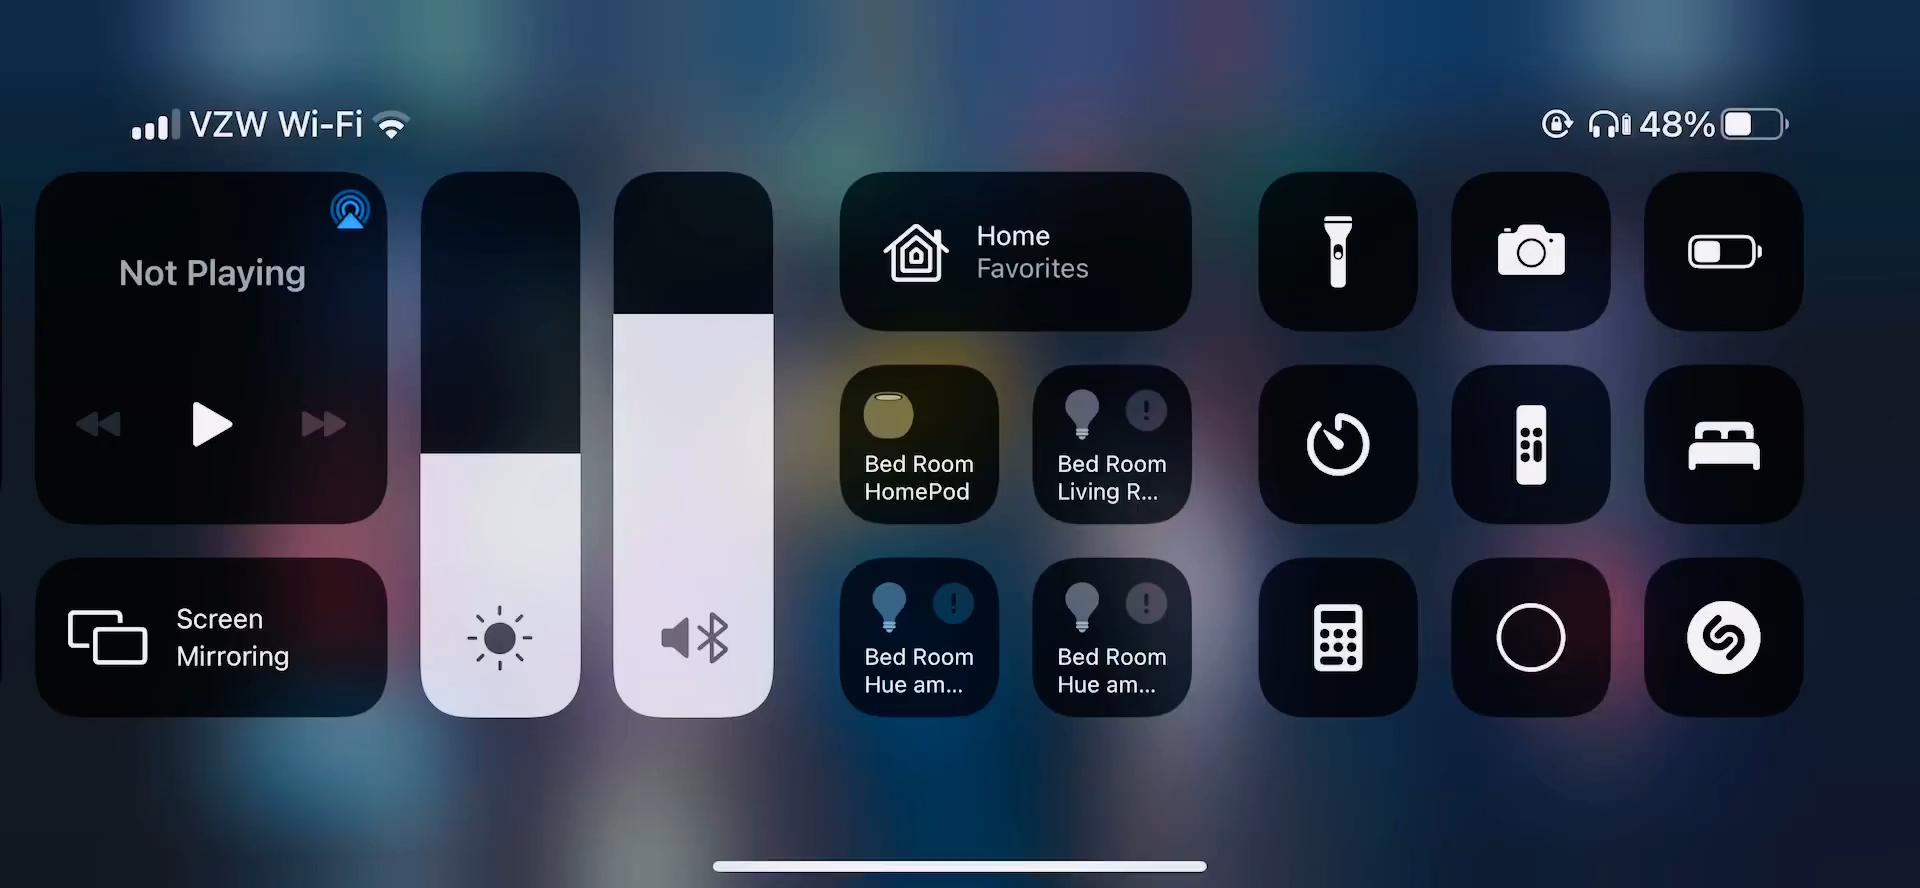 VZW Wi-Fi
48%
Not Playing
Screen
Mirroring
Home
Favorites
Bed Room
HomePod
Bed Room
Living R...
Bed Room
Hue am...
Bed Room
Hue am...